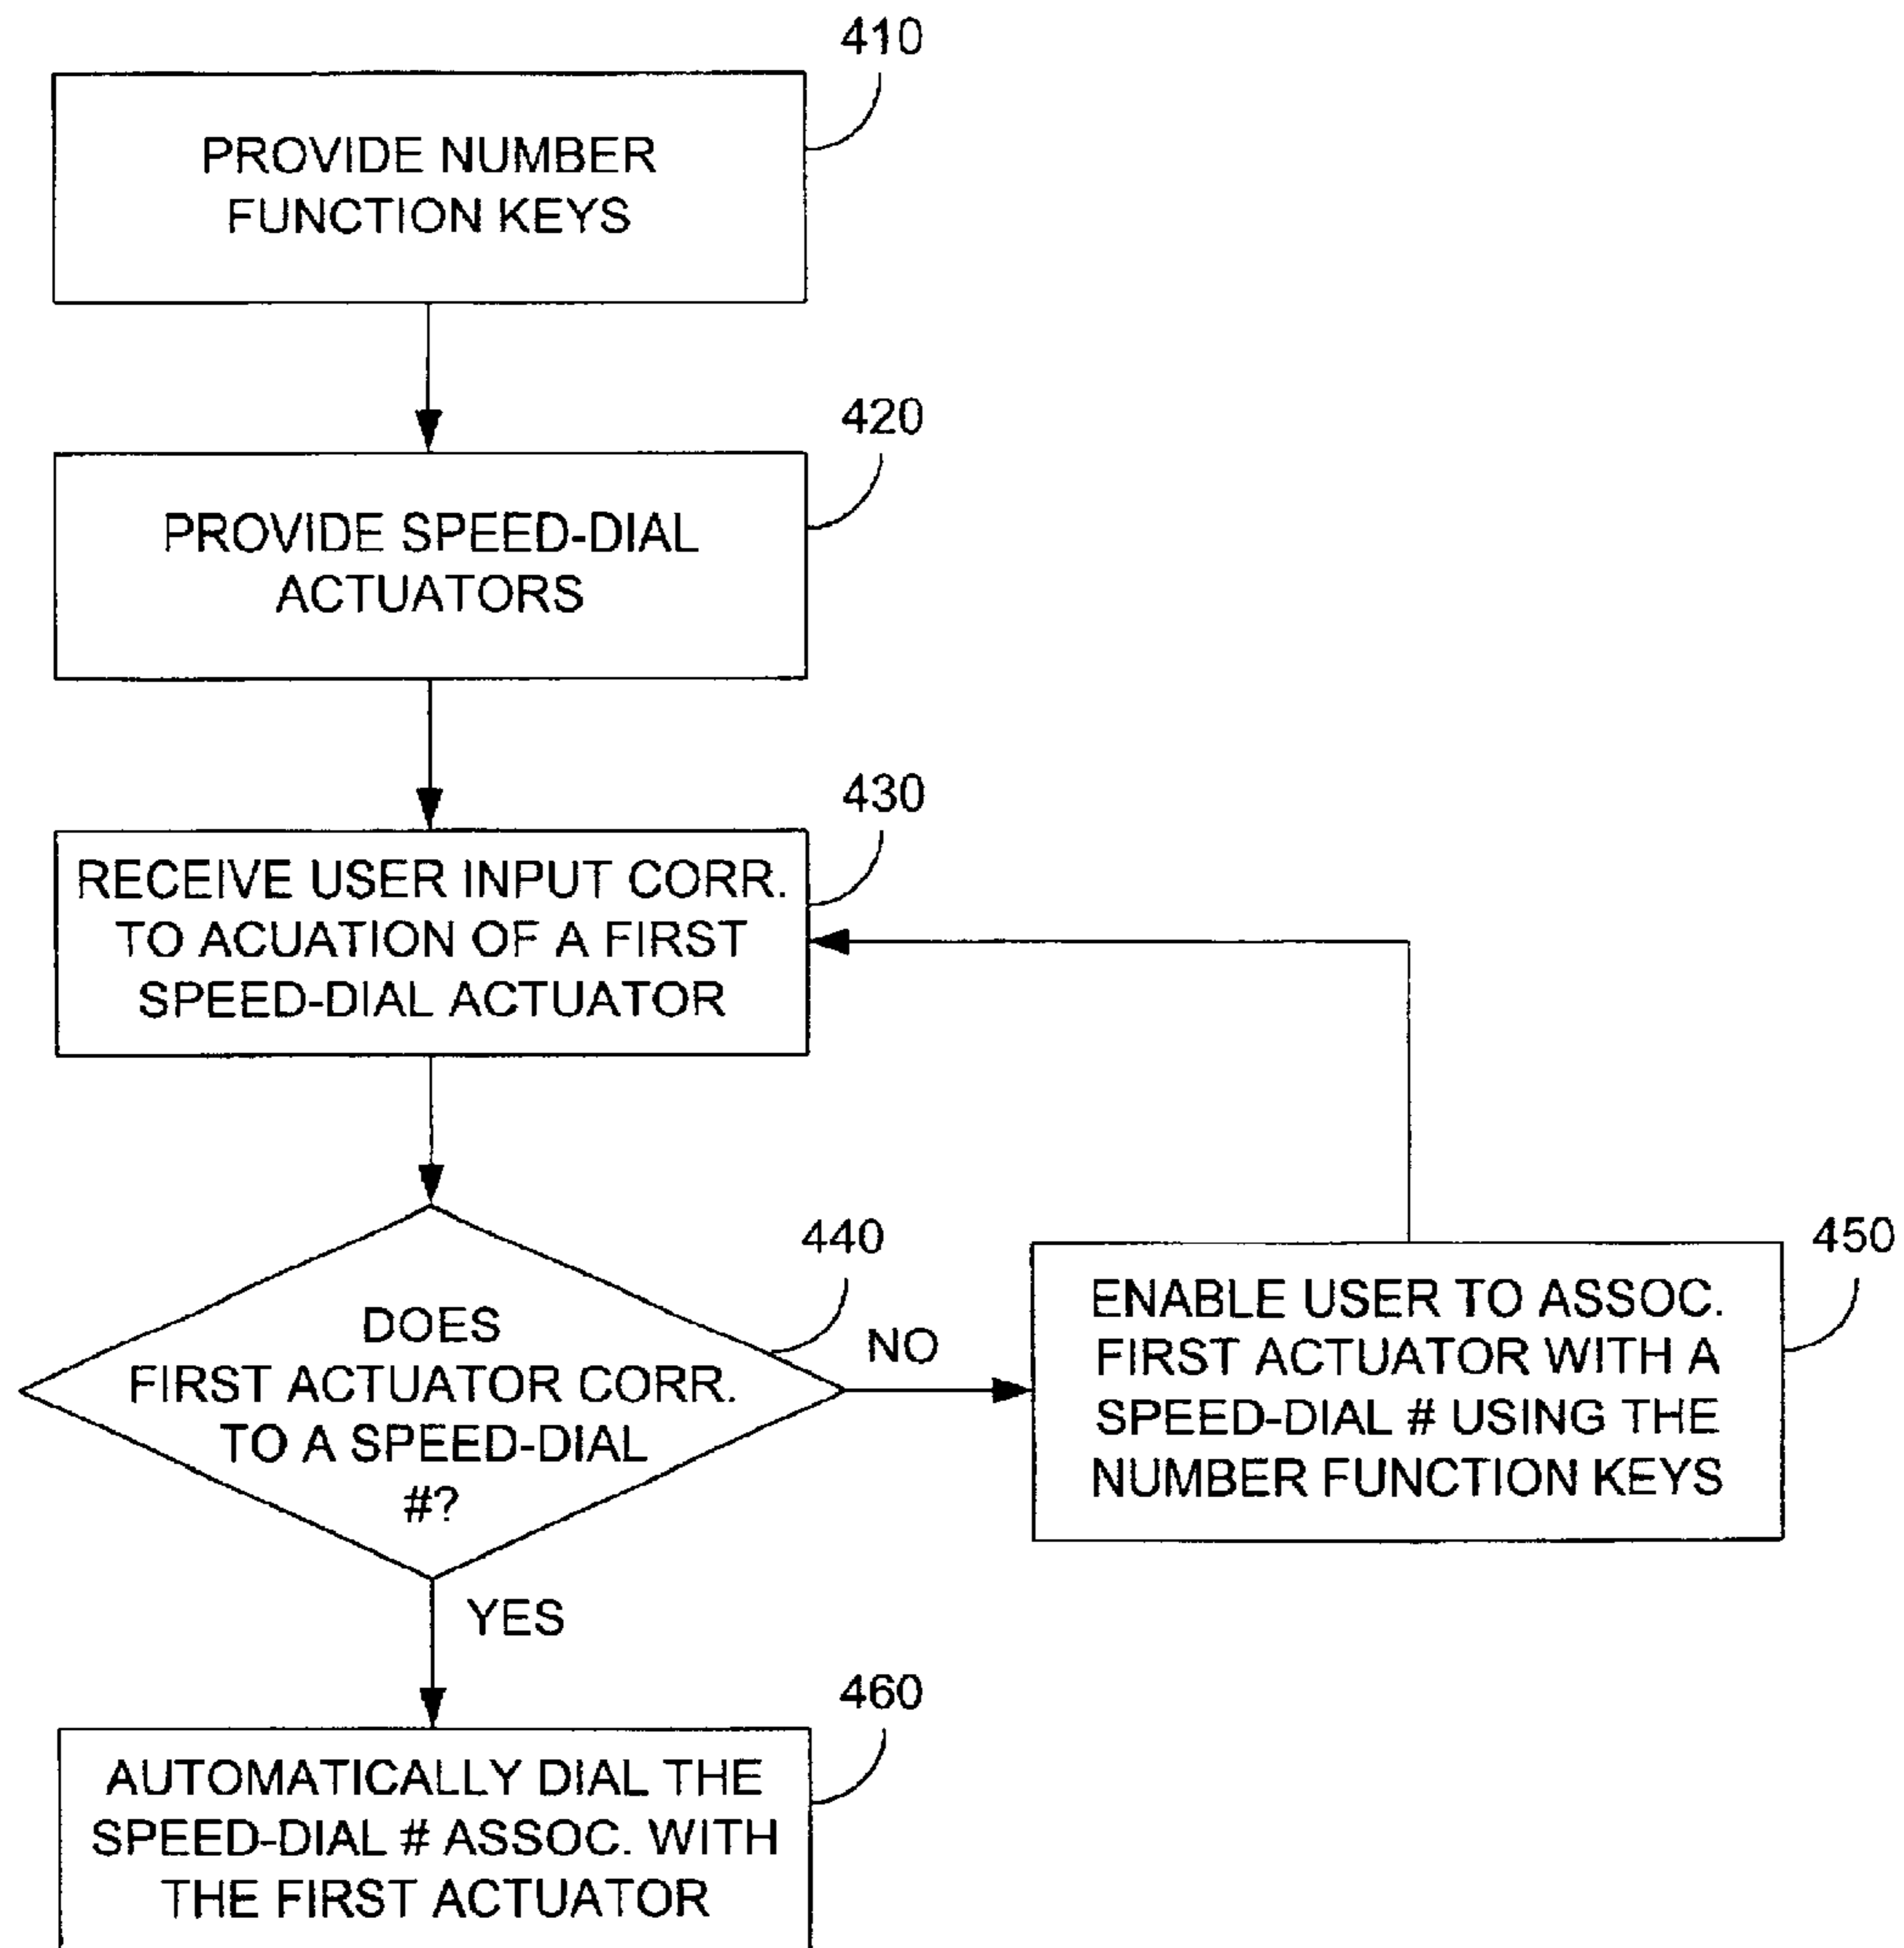 410
PROVIDE NUMBER
FUNCTION KEYS
420
PROVIDE SPEED-DIAL
ACTUATORS
430
RECEIVE USER INPUT CORR.
TO ACUATION OF A FIRST
SPEED-DIAL ACTUATOR
440
DOES
FIRST ACTUATOR CORR.
TO A SPEED-DIAL
#?
NO
450
ENABLE USER TO ASSOC.
FIRST ACTUATOR WITH A
SPEED-DIAL # USING THE
NUMBER FUNCTION KEYS
YES
460
AUTOMATICALLY DIAL THE
SPEED-DIAL # ASSOC. WITH
THE FIRST ACTUATOR